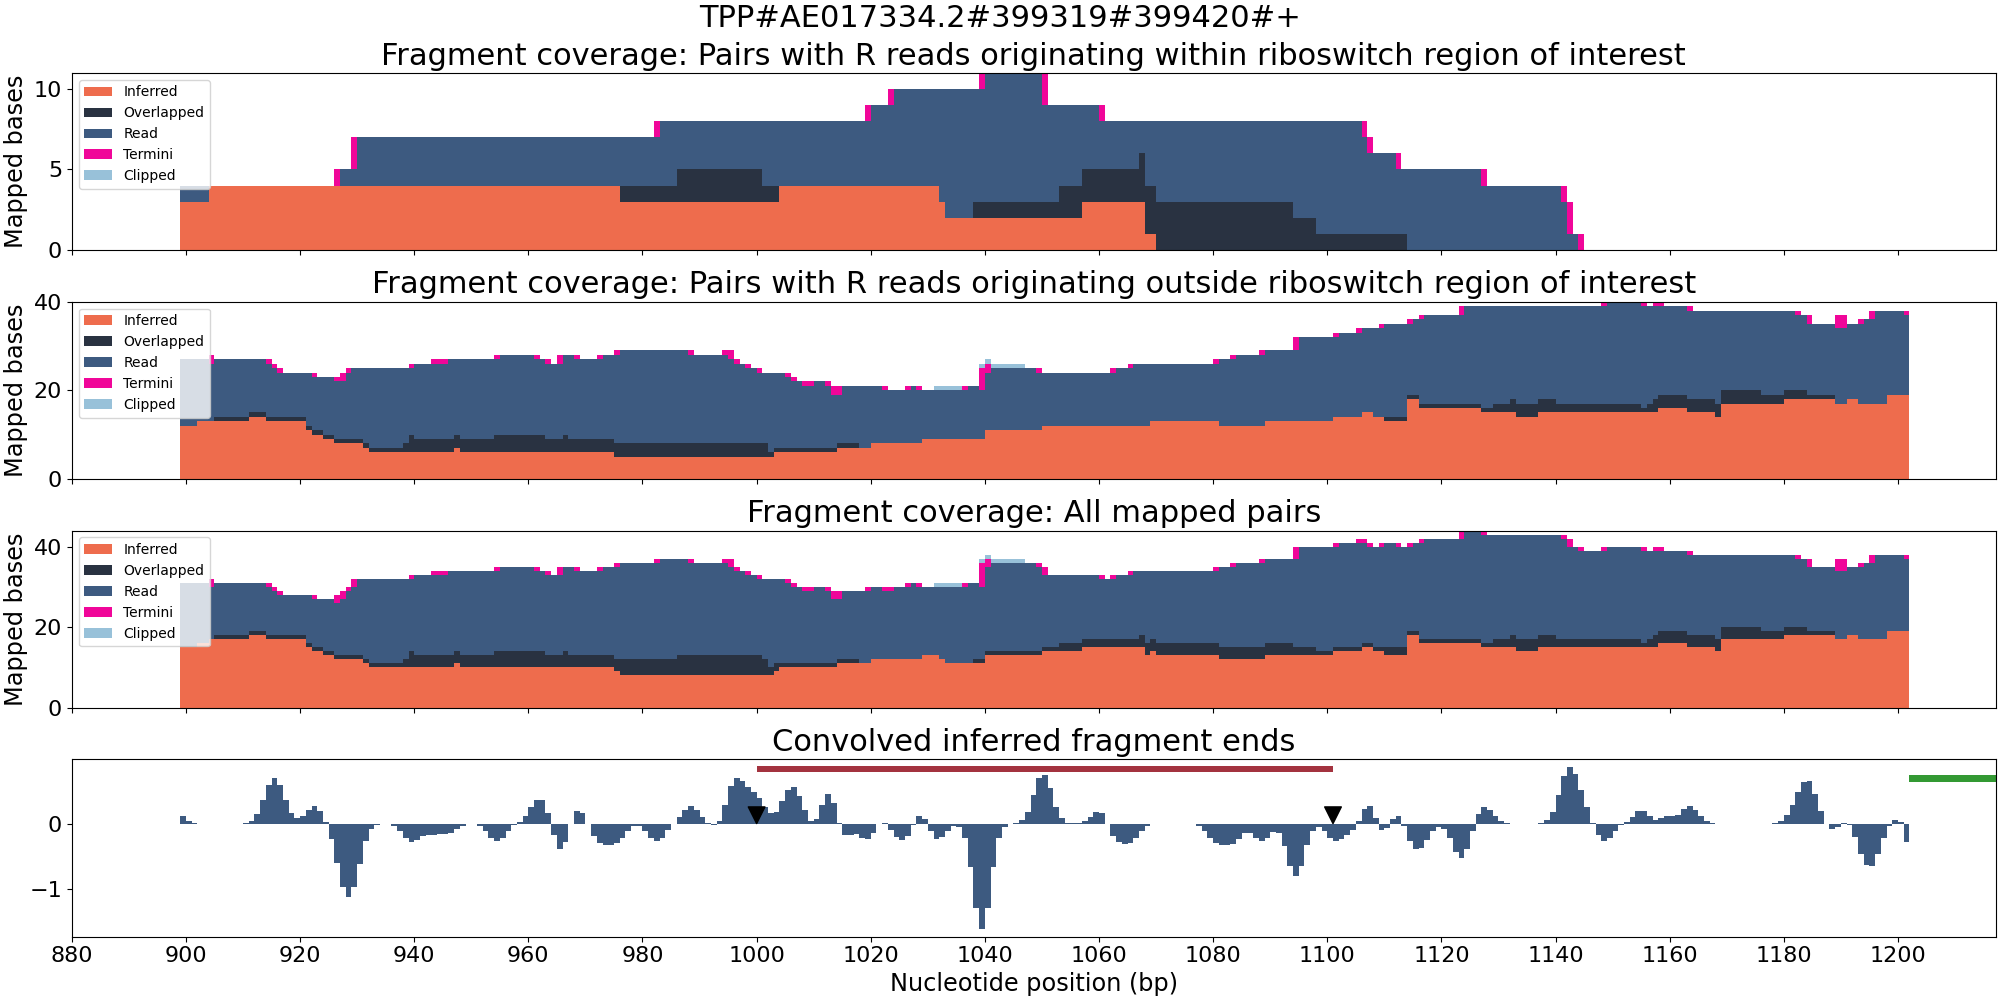 TPP#AE017334.2#399319#399420#+
Fragment coverage: Pairs with R reads originating within riboswitch region of interest
Mapped bases
10
5
0
Inferred
Overlapped
Read
Termini
Clipped
Fragment coverage: Pairs with R reads originating outside riboswitch region of interest
Mapped bases
40
20
0
Inferred
Overlapped
Read
Termini
Clipped
Fragment coverage: All mapped pairs
Mapped bases
40
20
0
Inferred
Overlapped
Read
Termini
Clipped
Convolved inferred fragment ends
0
−1
880 900 920 940 960 980 1000 1020 1040 1060 1080 1100 1120 1140 1160 1180 1200
Nucleotide position (bp)